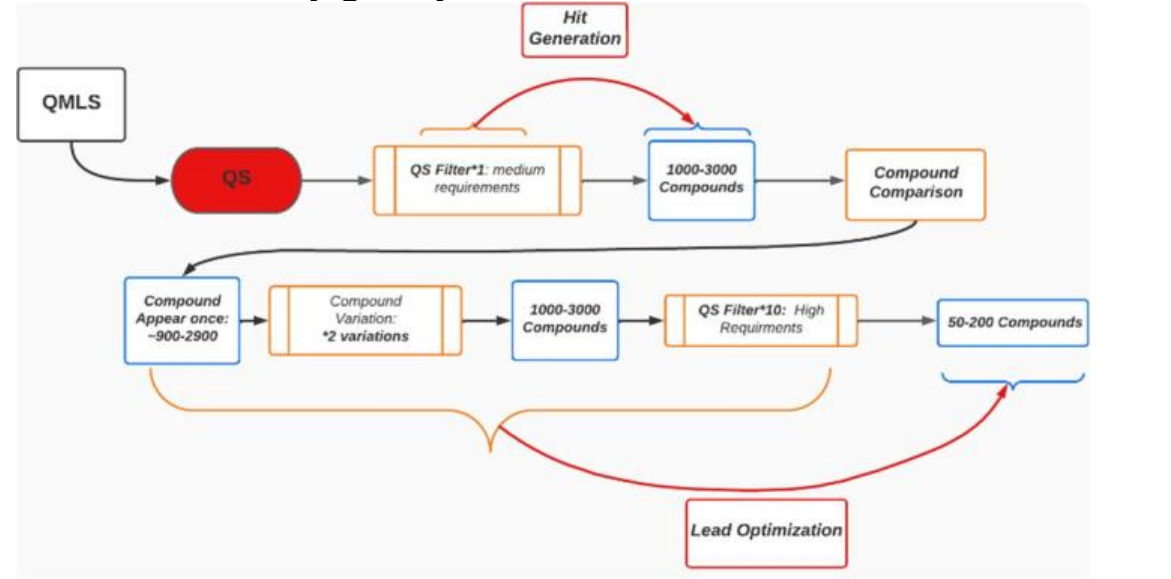 Hit
Generation
QMLS
QS
QS Filter*1: medium
requirements
1000-3000
Compounds
Compound
Comparison
Compound
Appear once:
~900-2900
Compound
Variation:
*2 variations
1000-3000
Compounds
QS Filter*10: High
Requirments
50-200 Compounds
Lead Optimization